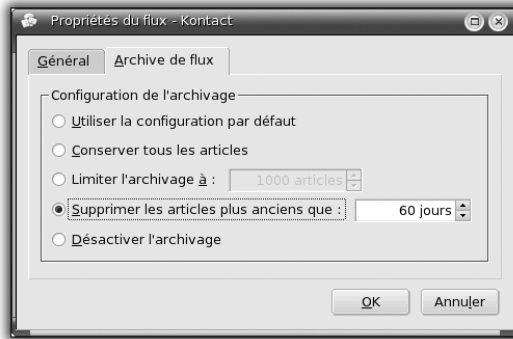 Propriétés du flux - Kontact
Général Archive de flux
Configuration de l'archivage
Utiliser la configuration par défaut
Conserver tous les articles
Limiter l'archivage à : 1000 articles
Supprimer les articles plus anciens que : 60 jours
Désactiver l'archivage
OK Annuler